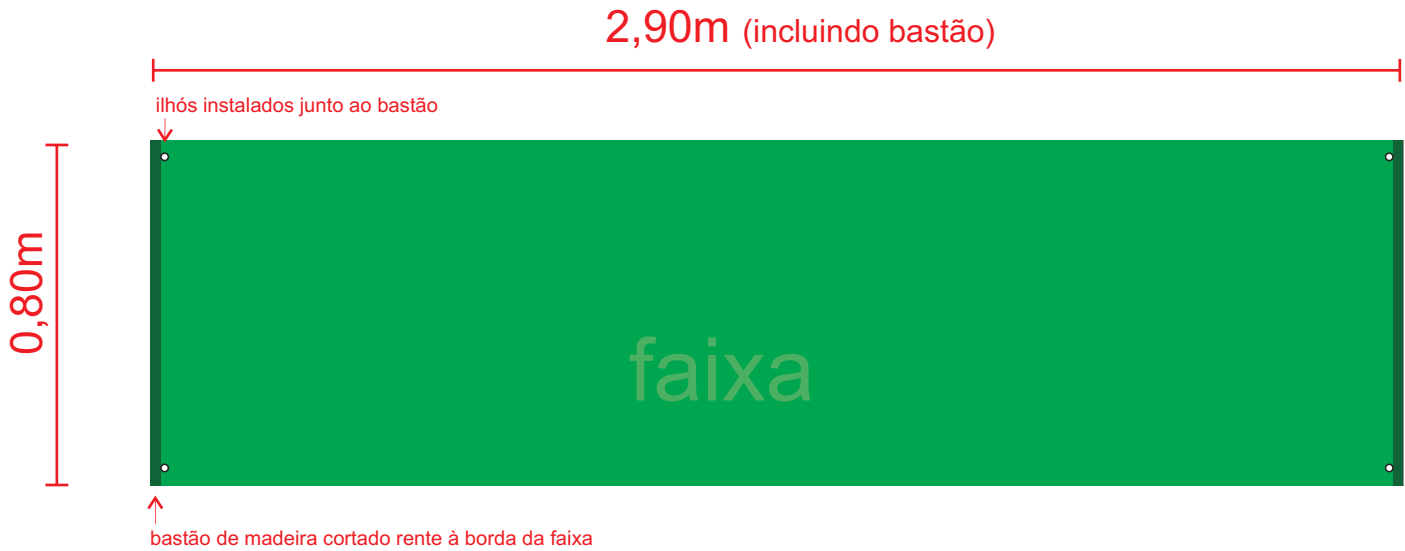 2,90m (incluindo bastão)
ilhós instalados junto ao bastão
0,80m
faixa
bastão de madeira cortado rente à borda da faixa